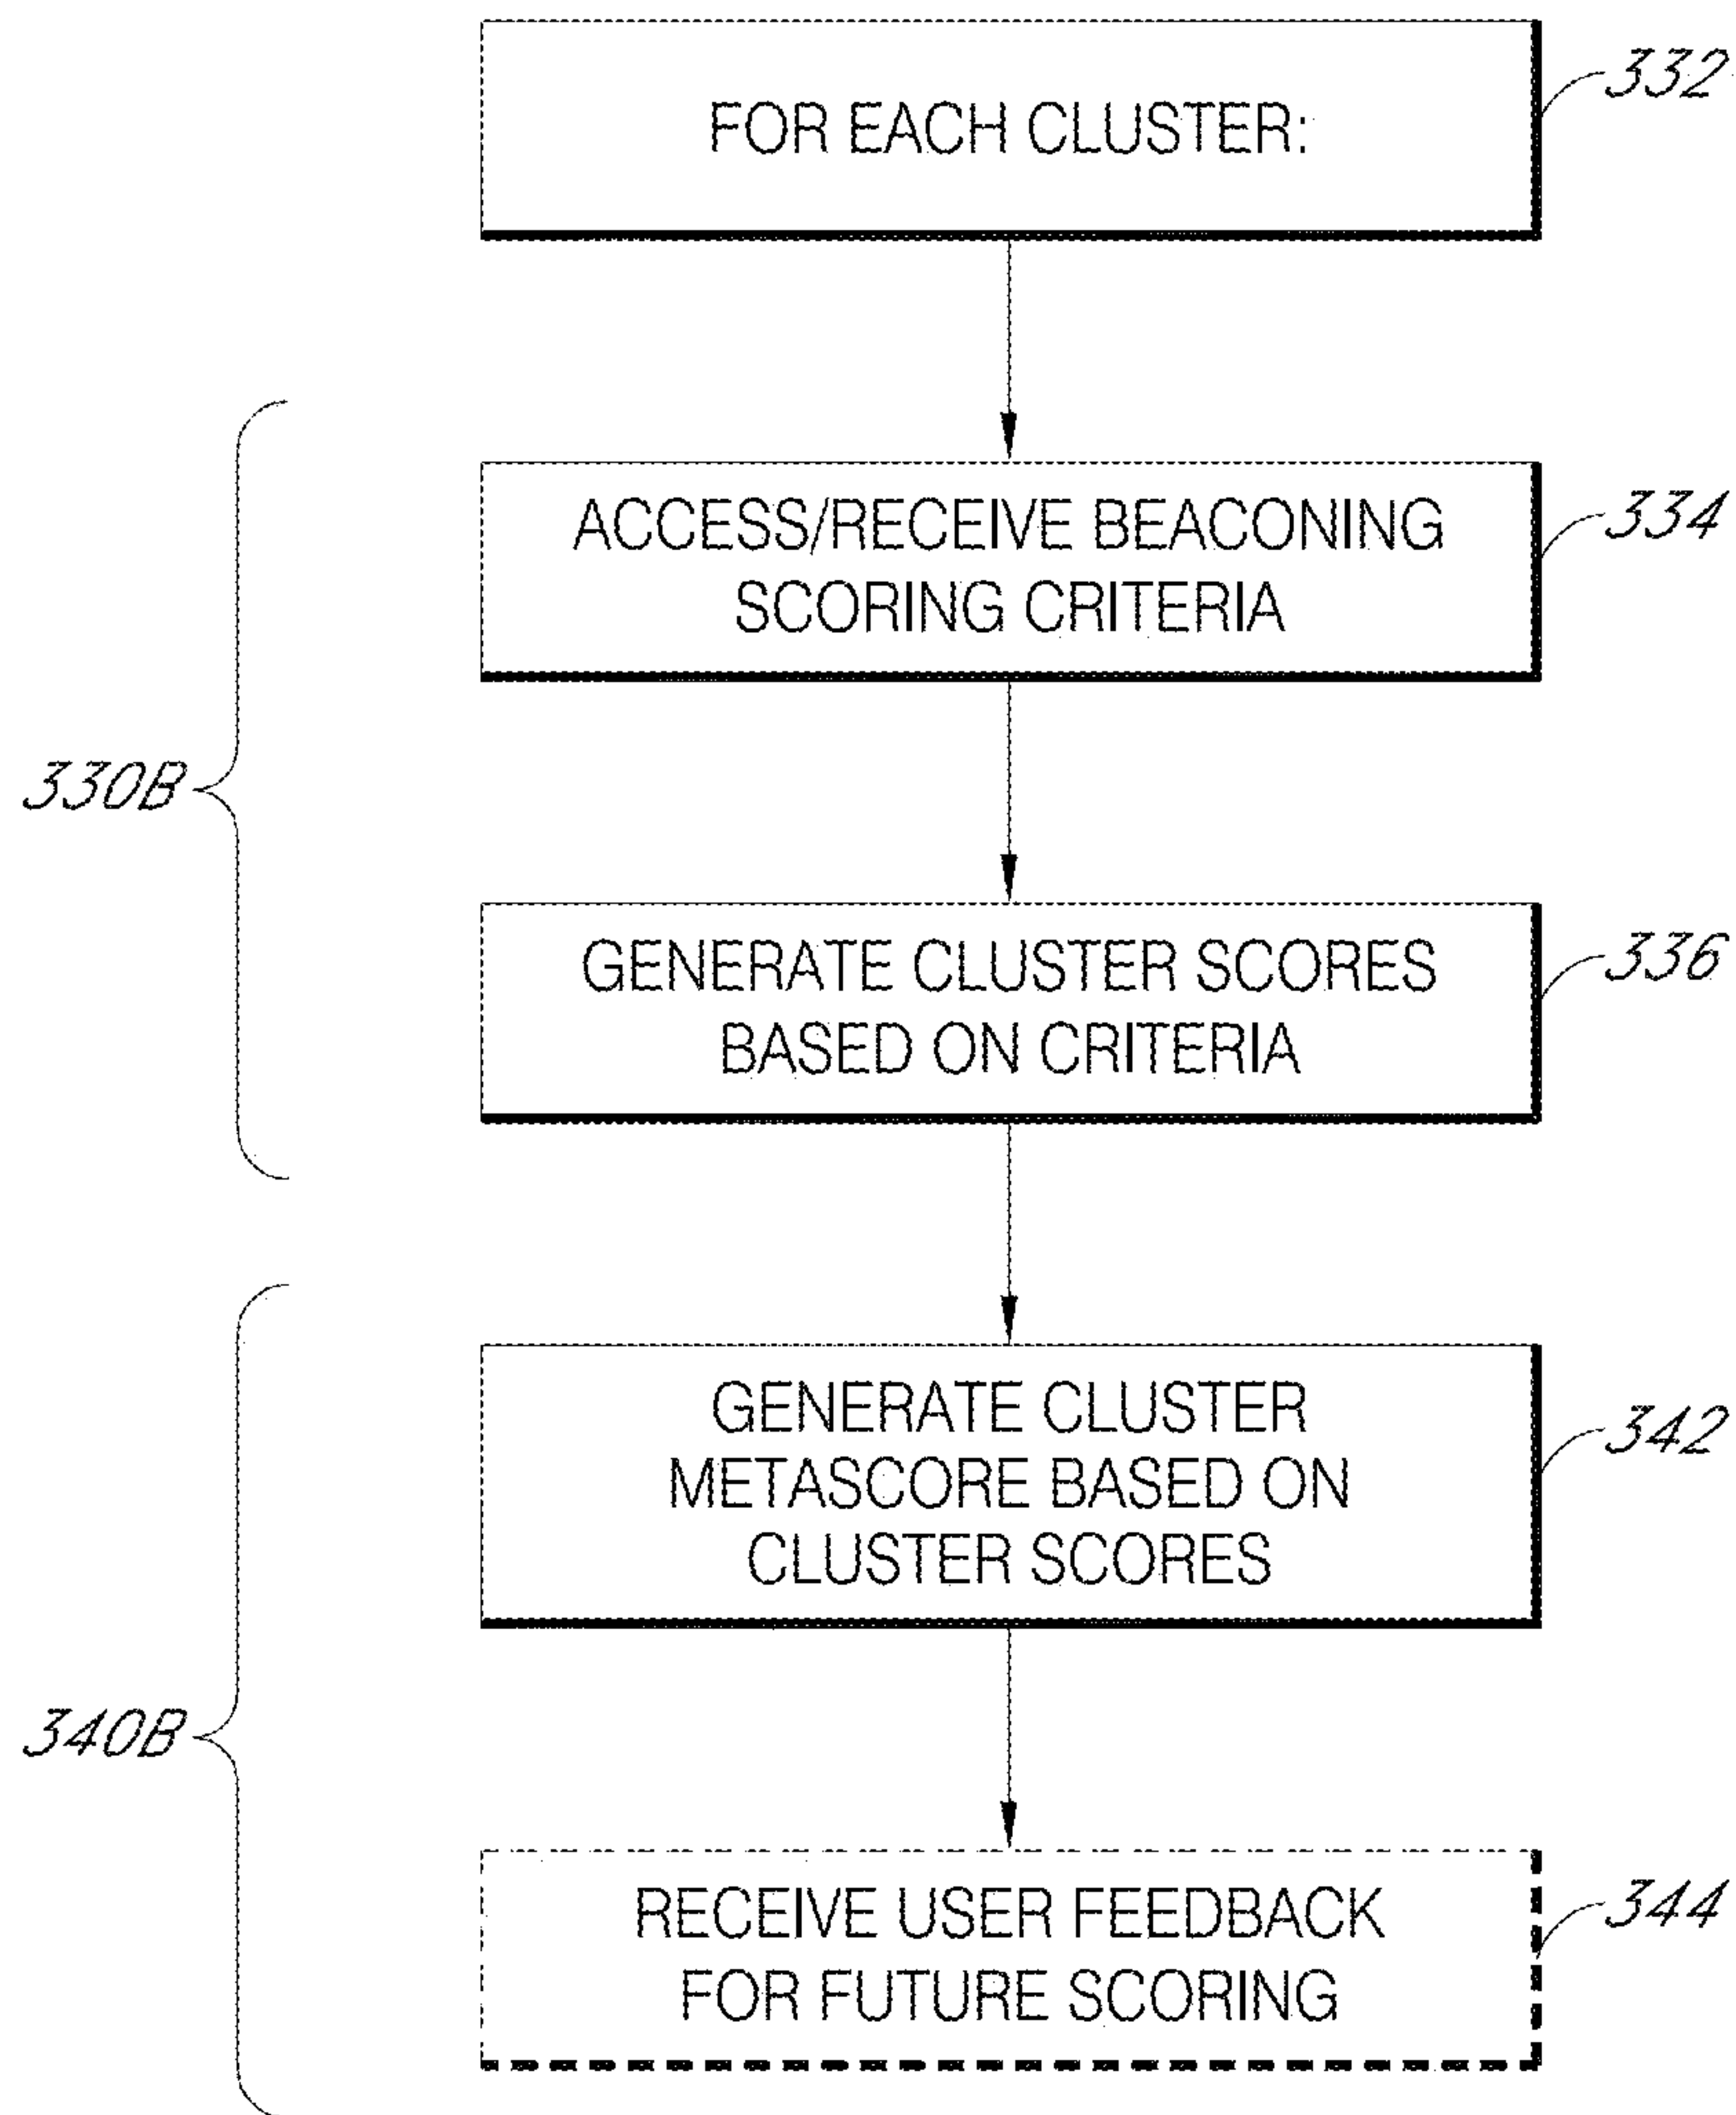 FOR EACH CLUSTER:
332
ACCESS/RECEIVE BEACONING
SCORING CRITERIA
334
330B
GENERATE CLUSTER SCORES
BASED ON CRITERIA
336
GENERATE CLUSTER
METASCORE BASED ON
CLUSTER SCORES
342
340B
RECEIVE USER FEEDBACK
FOR FUTURE SCORING
344